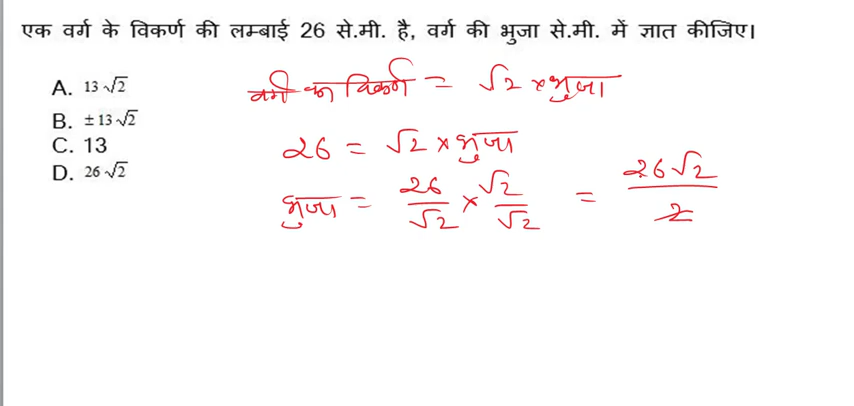 एक वर्ग के विकर्ण की लम्बाई 26 से.मी. है, वर्ग की भुजा से.मी. में ज्ञात कीजिए।
A. 13√2
B. ±13√2
C. 13
D. 26√2
वर्ग का विकर्ण = √2 × भुजा
26 = √2 × भुजा
भुजा = 26/√2 × √2/√2 = 26√2/2